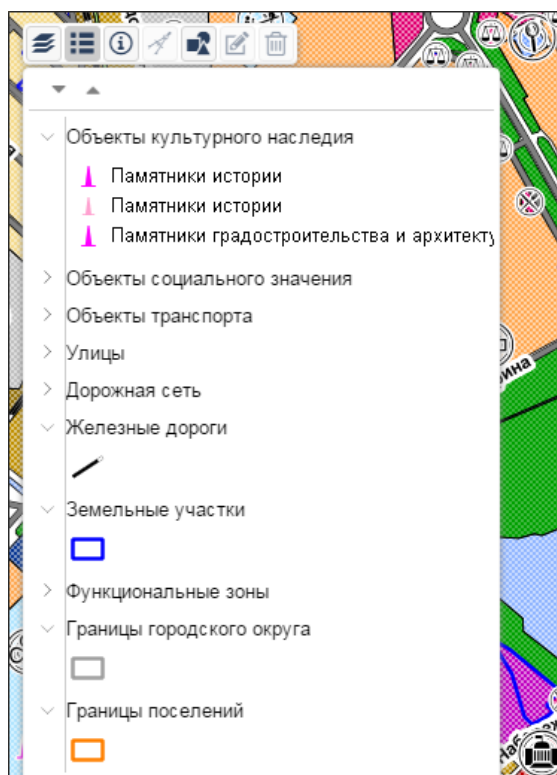 Объекты культурного наследия
Памятники истории
Памятники истории
Памятники градостроительства и
Объекты социального значения
Объекты транспорта
Улицы
Дорожная сеть
Железные дороги
Земельные участки
Функциональные зоны
Границы городского округа
Границы поселений